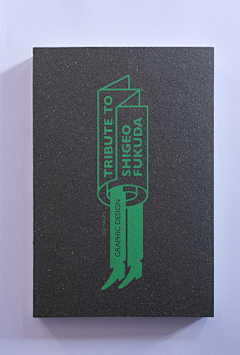 TRIBUTE TO
SHIGEO
FUKUDA
GRAPHIC DESIGN